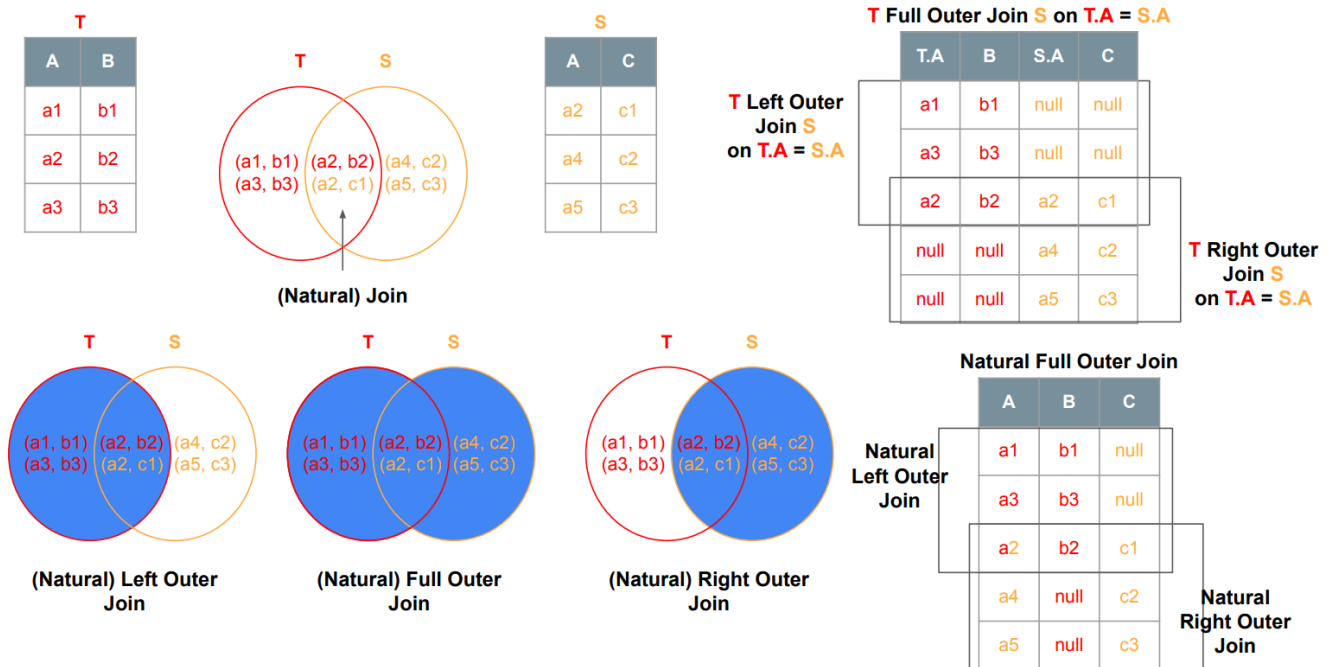 T
A B
a1 b1
a2 b2
a3 b3
T S
(a1, b1) (a2, b2) (a4, c2)
(a3, b3) (a2, c1) (a5, c3)
(Natural) Join
S
A C
a2 c1
a4 c2
a5 c3
T Full Outer Join S on T.A = S.A
T.A B S.A C
a1 b1 null null
a3 b3 null null
a2 b2 a2 c1
null null a4 c2
null null a5 c3
T Left Outer
Join S
on T.A = S.A
T Right Outer
Join S
on T.A = S.A
T S
(a1, b1) (a2, b2) (a4, c2)
(a3, b3) (a2, c1) (a5, c3)
(Natural) Left Outer
Join
T S
(a1, b1) (a2, b2) (a4, c2)
(a3, b3) (a2, c1) (a5, c3)
(Natural) Full Outer
Join
T S
(a1, b1) (a2, b2) (a4, c2)
(a3, b3) (a2, c1) (a5, c3)
(Natural) Right Outer
Join
Natural Full Outer Join
A B C
a1 b1 null
a3 b3 null
a2 b2 c1
a4 null c2
a5 null c3
Natural
Left Outer
Join
Natural
Right Outer
Join